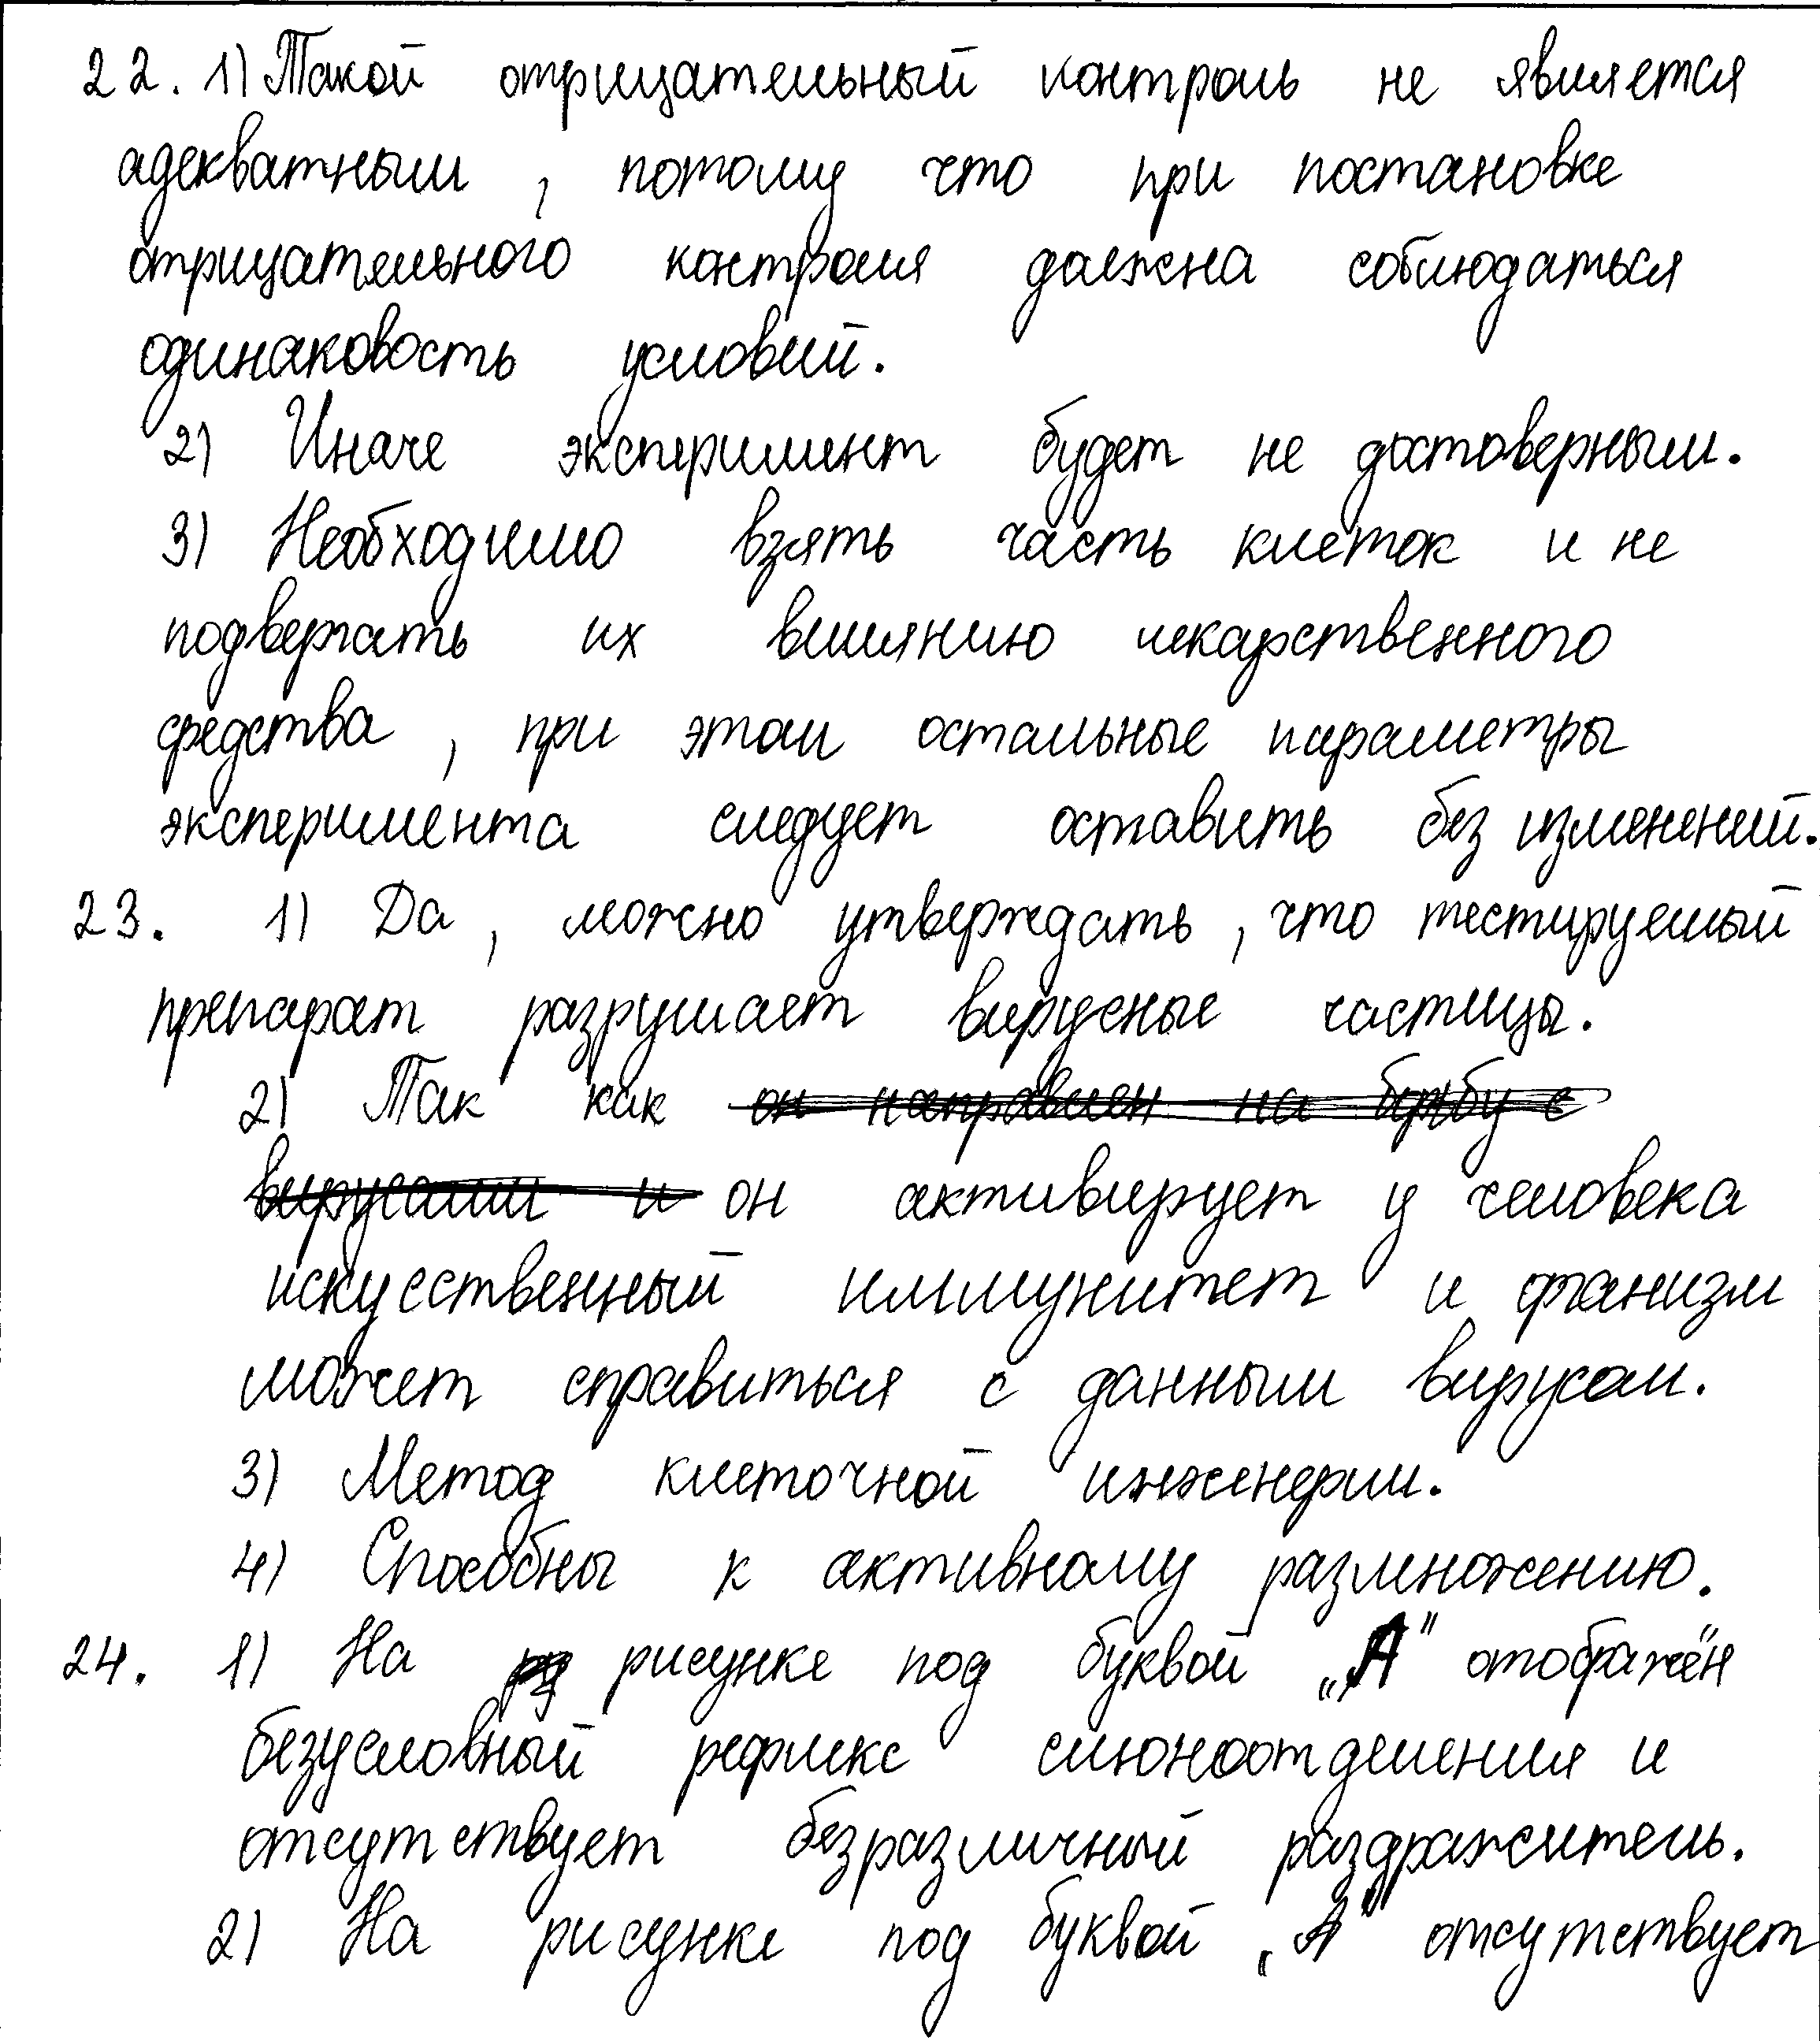 22. 1) Такой отрицательный контроль не является
адекватным, потому что при постановке
отрицательного контроля должна соблюдаться
одинаковость условий.
2) Иначе эксперимент будет не достоверным.
3) Необходимо взять часть клеток и не
подвергать их влиянию лекарственного
средства, при этом остальные параметры
эксперимента следует оставить без изменений.
23. 1) Да, можно утверждать, что тестируемый
препарат разрушает вирусные частицы.
2) Так как он направлен на борьбу с
вирусами и он активирует у человека
искуственный иммунитет и организм
может справиться с данным вирусом.
3) Метод клеточной инженерии.
4) Способны к активному размножению.
24. 1) На рисунке под буквой „А" отображён
безусловный рефлекс слюноотделения и
отсутствует безразличный раздражитель.
2) На рисунке под буквой „А" отсутствует